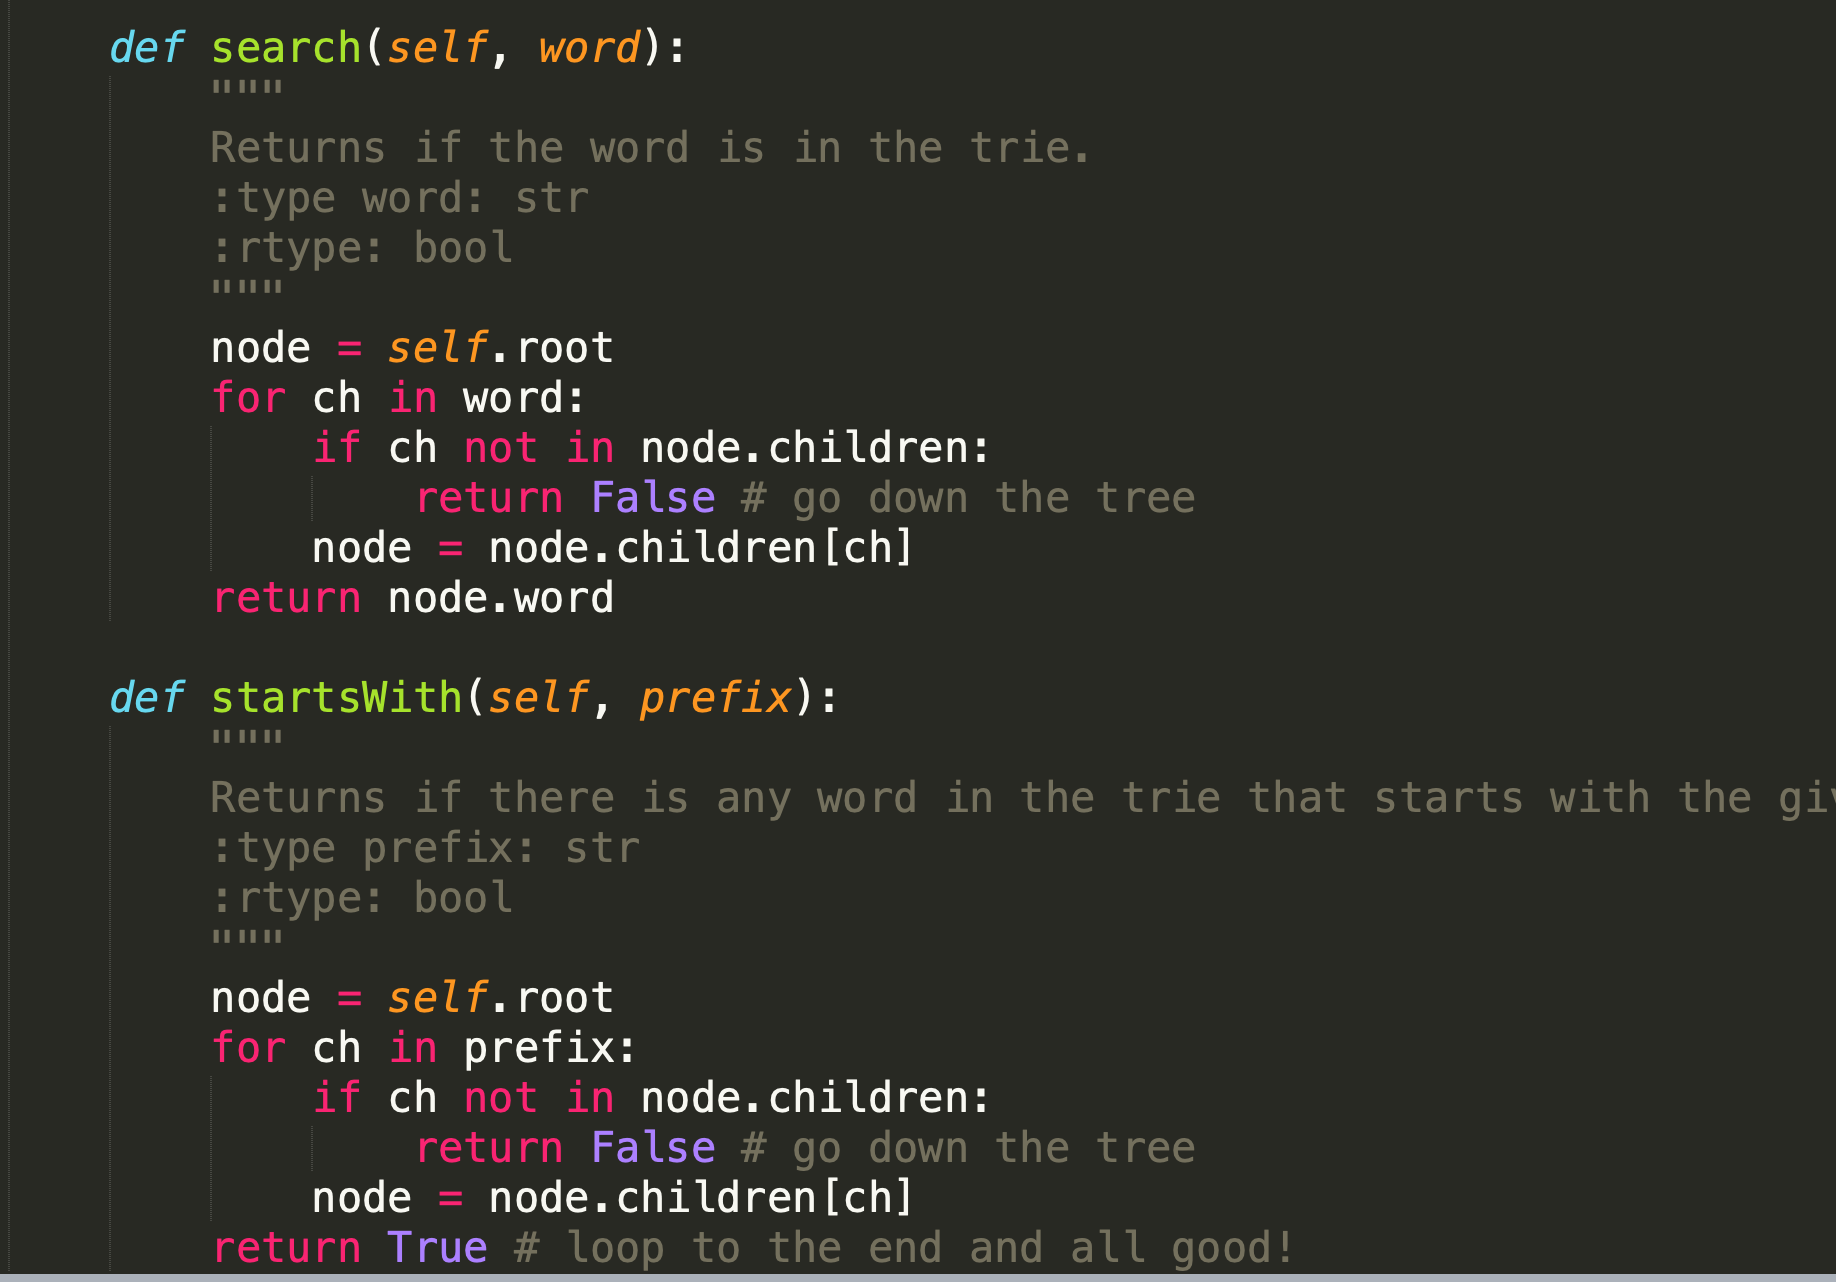 def search(self, word):
"""
Returns if the word is in the trie.
:type word: str
:rtype: bool
"""
node = self.root
for ch in word:
if ch not in node.children:
return False # go down the tree
node = node.children[ch]
return node.word
def startsWith(self, prefix):
"""
Returns if there is any word in the trie that starts with the
:type prefix: str
:rtype: bool
"""
node = self.root
for ch in prefix:
if ch not in node.children:
return False # go down the tree
node = node.children[ch]
return True # loop to the end and all good!